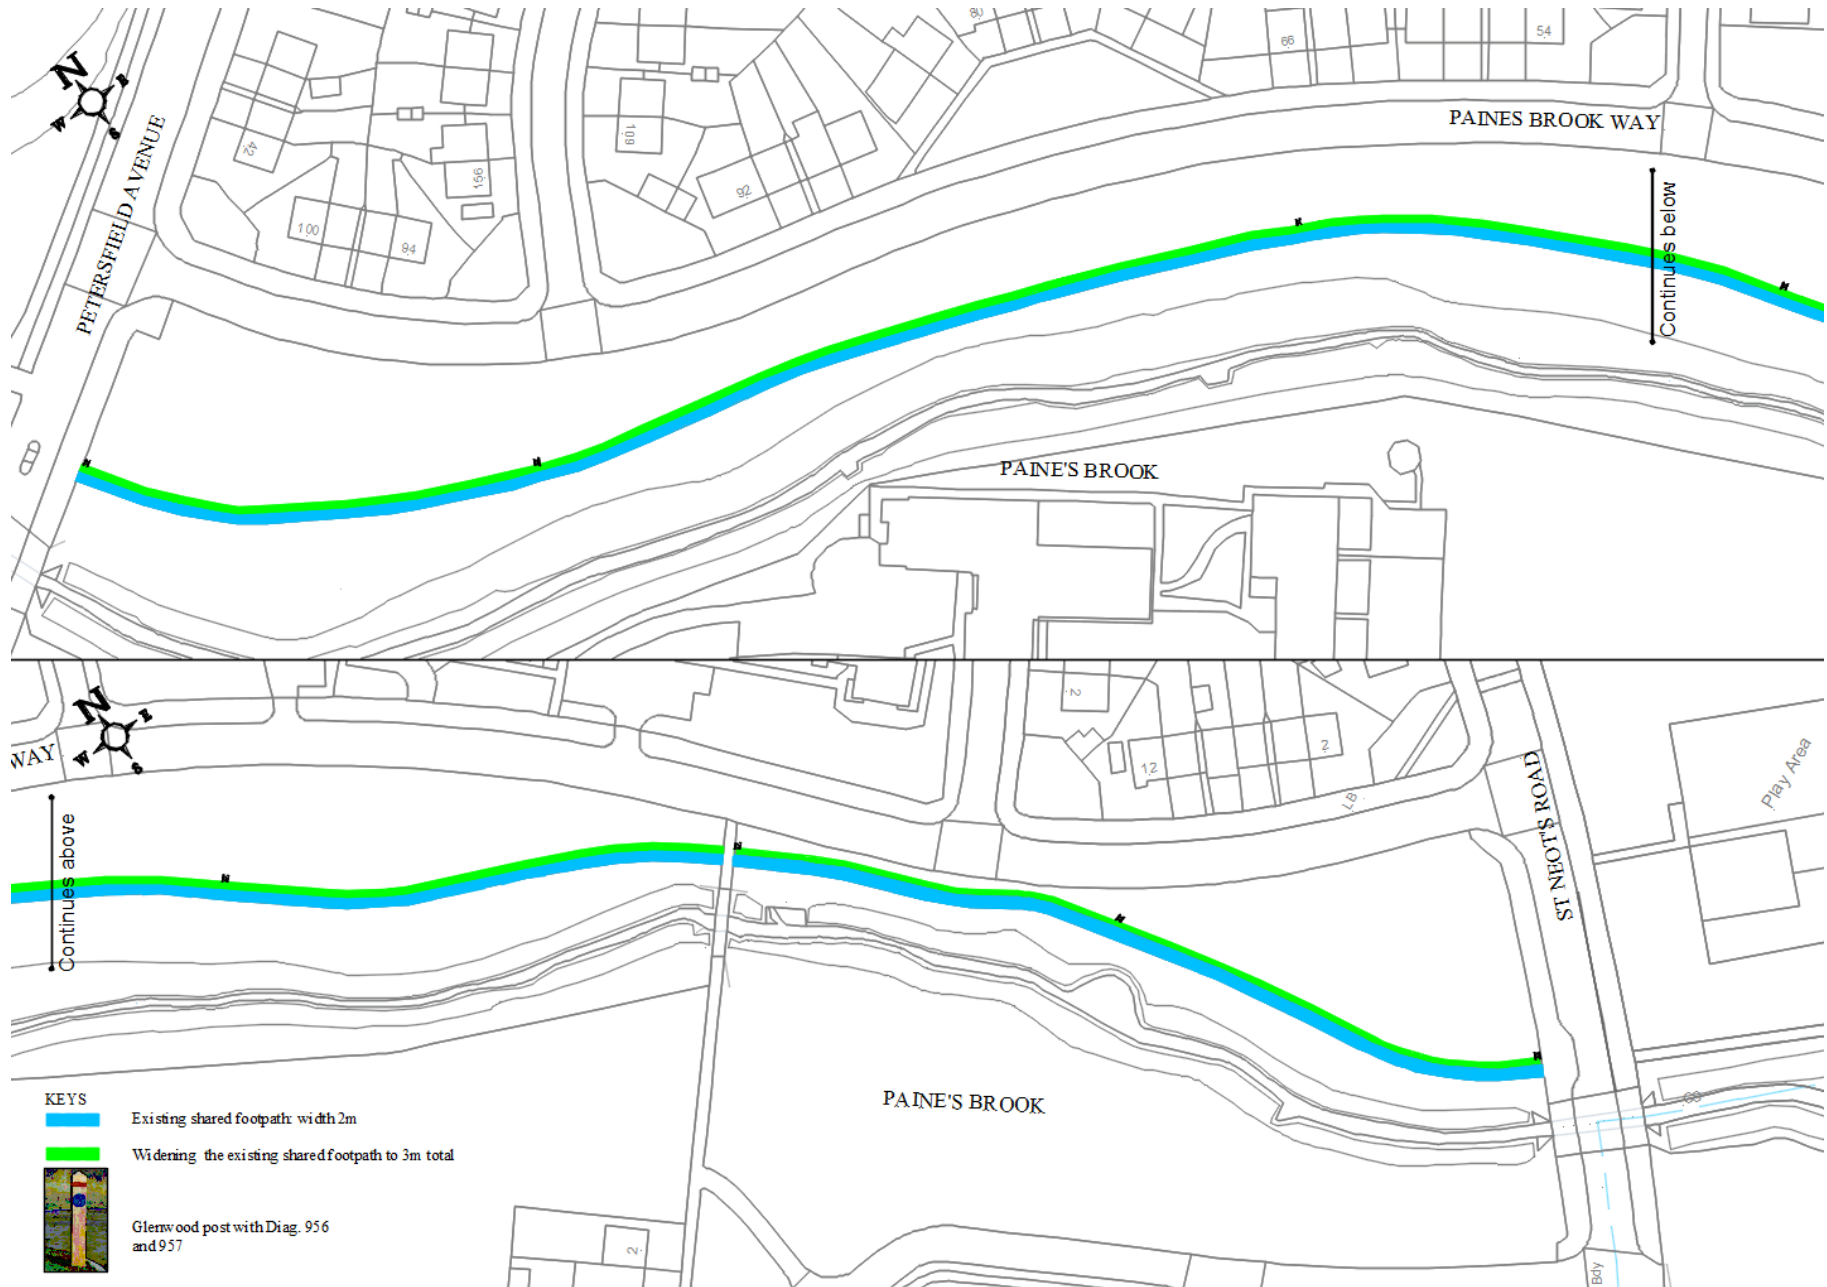 80
66
54
N
E
W
S
PAINES BROOK WAY
PETERSFIELD AVENUE
42
109
156
92
100
94
Continues below
PAINE'S BROOK
N
E
W
S
WAY
2
12
2
LB
ST NEOT'S ROAD
Play Area
Continues above
PAINE'S BROOK
KEYS
Existing shared footpath: width 2m
Widening the existing shared footpath to 3m total
Glenwood post with Diag. 956
and 957
2
Bdy